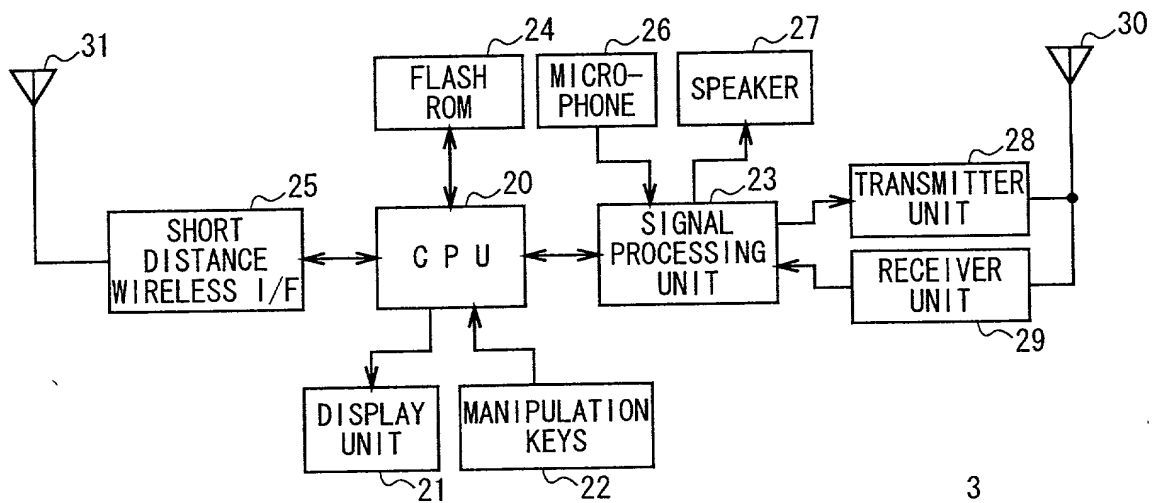 31
24
26
27
30
FLASH
ROM
MICRO-
PHONE
SPEAKER
25
20
23
28
SHORT
DISTANCE
WIRELESS I/F
C P U
SIGNAL
PROCESSING
UNIT
TRANSMITTER
UNIT
RECEIVER
UNIT
29
DISPLAY
UNIT
MANIPULATION
KEYS
21
22
3